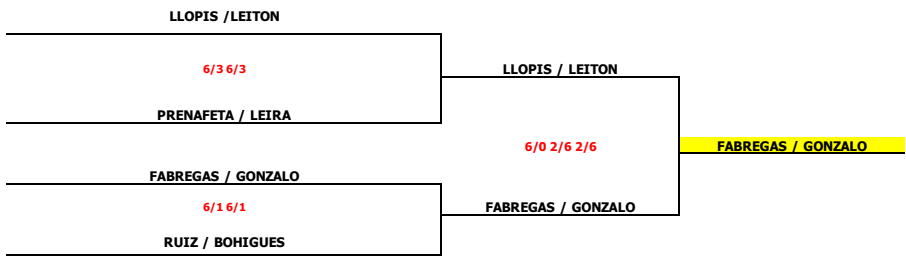 LLOPIS /LEITON
6/3 6/3
LLOPIS / LEITON
PRENAFETA / LEIRA
6/0 2/6 2/6
FABREGAS / GONZALO
FABREGAS / GONZALO
6/1 6/1
FABREGAS / GONZALO
RUIZ / BOHIGUES